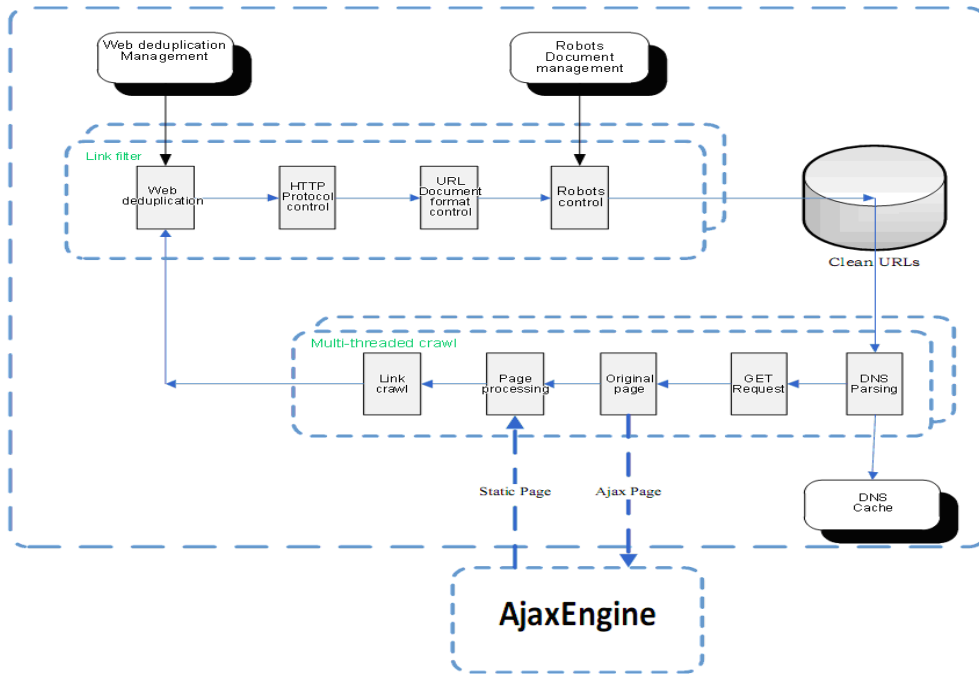 Web deduplication
Management
Robots
Document
management
Link filter
Web
deduplication
HTTP
Protocol
control
URL
Document
format
control
Robots
control
Clean URLs
Multi-threaded crawl
Link
crawl
Page
processing
Original
page
GET
Request
DNS
Parsing
Static Page
Ajax Page
DNS
Cache
AjaxEngine